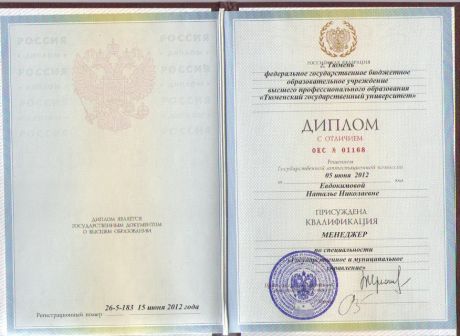 РОССИЯ
ДИПЛОМ ЯВЛЯЕТСЯ
ГОСУДАРСТВЕННЫМ ДОКУМЕНТОМ
О ВЫСШЕМ ОБРАЗОВАНИИ
Регистрационный номер 26-5-183 15 июня 2012 года
РОССИЙСКАЯ ФЕДЕРАЦИЯ
г. Тюмень
федеральное государственное бюджетное
образовательное учреждение
высшего профессионального образования
«Тюменский государственный университет»
ДИПЛОМ
С ОТЛИЧИЕМ
ОКС № 01168
Решением
Государственной аттестационной комиссии
от 05 июня 2012 года
Евдокимовой
Наталье Николаевне
ПРИСУЖДЕНА
КВАЛИФИКАЦИЯ
МЕНЕДЖЕР
по специальности
«Государственное и муниципальное
управление»